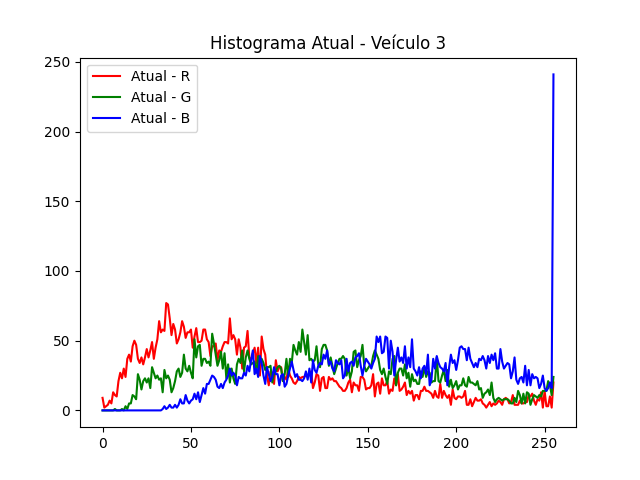 Histograma Atual - Veículo 3
Atual - R
Atual - G
Atual - B
250
200
150
100
50
0
0 50 100 150 200 250